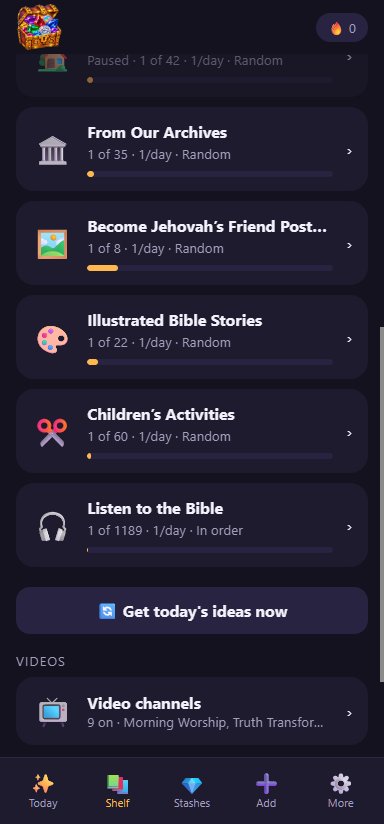 0
Paused · 1 of 42 · 1/day · Random
From Our Archives
1 of 35 · 1/day · Random
Become Jehovah’s Friend Post...
1 of 8 · 1/day · Random
Illustrated Bible Stories
1 of 22 · 1/day · Random
Children’s Activities
1 of 60 · 1/day · Random
Listen to the Bible
1 of 1189 · 1/day · In order
Get today's ideas now
VIDEOS
Video channels
9 on · Morning Worship, Truth Transfor...
Today
Shelf
Stashes
Add
More